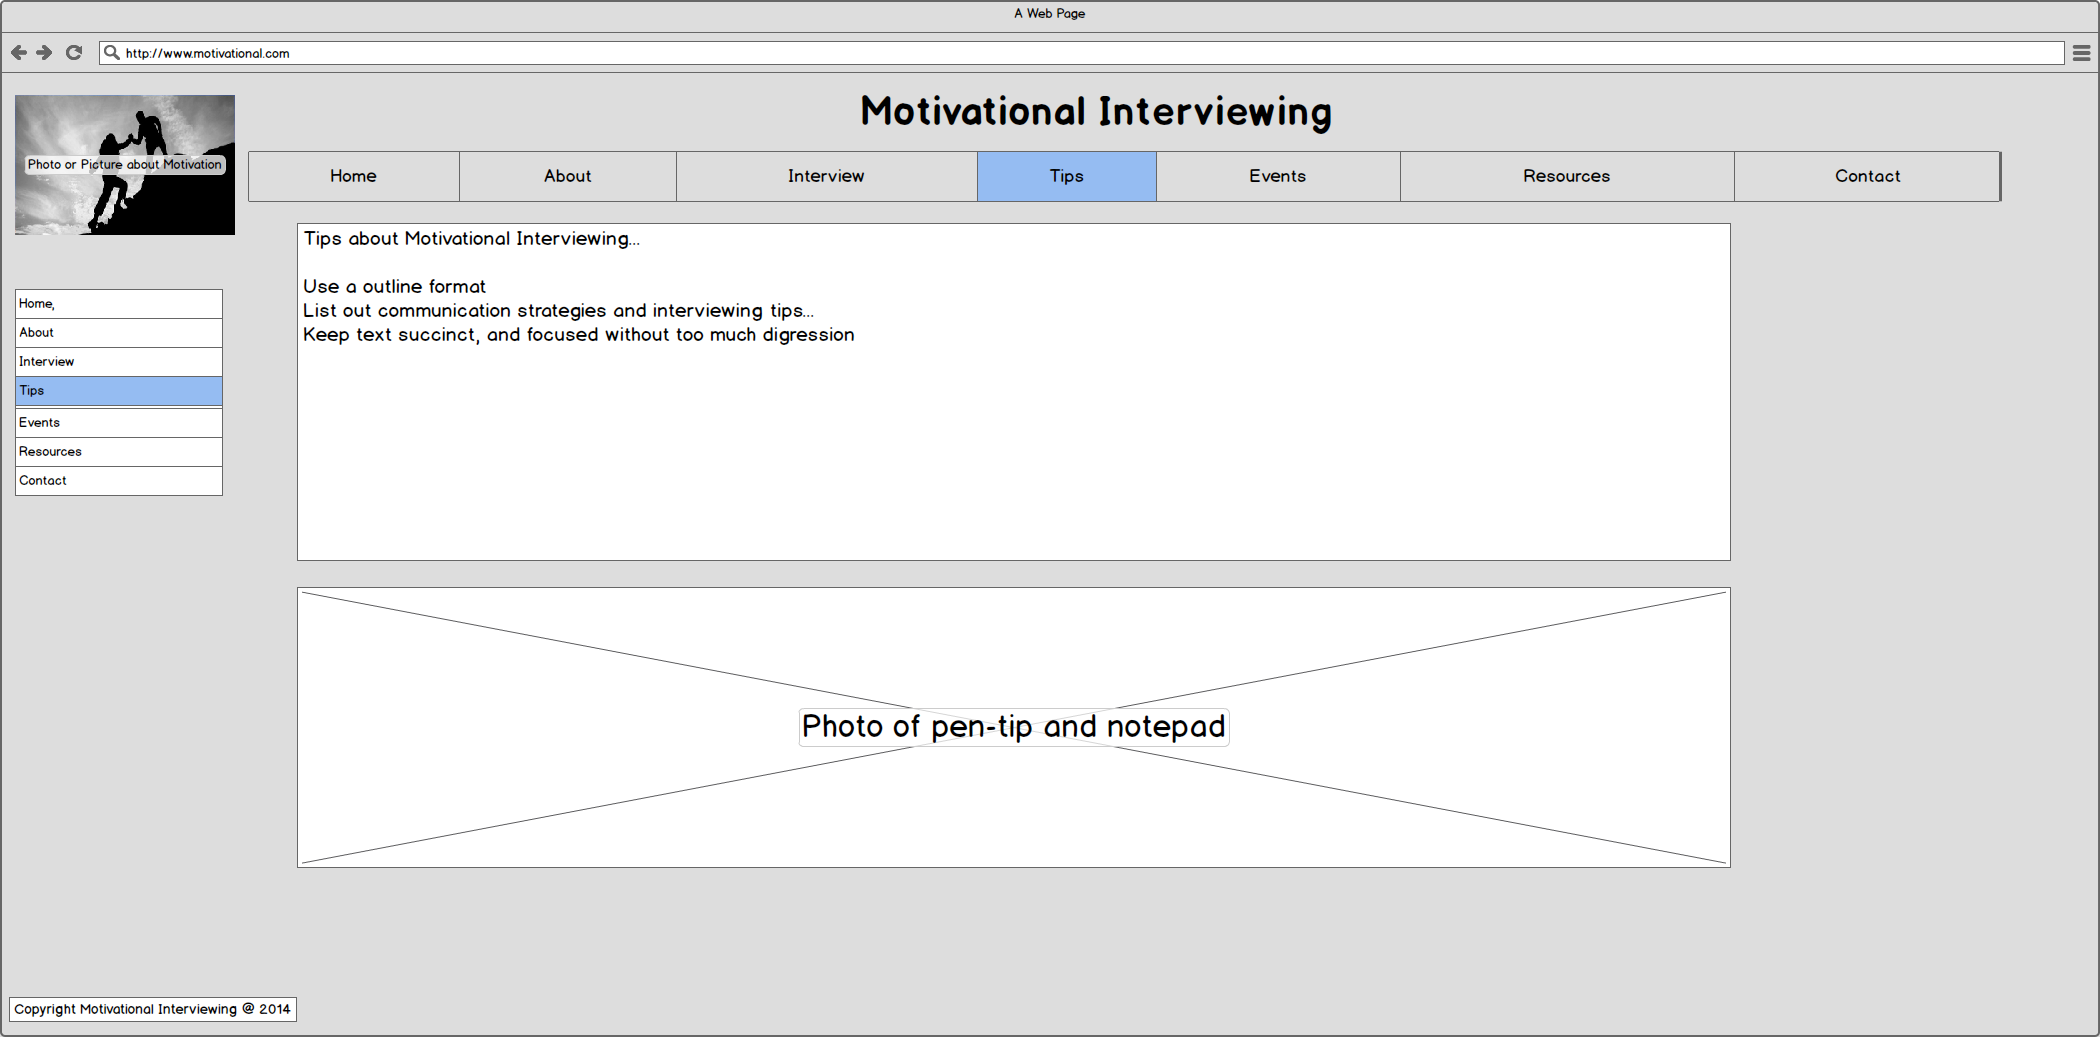 A Web Page
http://www.motivational.com
Motivational Interviewing
Photo or Picture about Motivation
Home
About
Interview
Tips
Events
Resources
Contact
Home,
About
Interview
Tips
Events
Resources
Contact
Tips about Motivational Interviewing...
Use a outline format
List out communication strategies and interviewing tips...
Keep text succinct, and focused without too much digression
Photo of pen-tip and notepad
Copyright Motivational Interviewing @ 2014